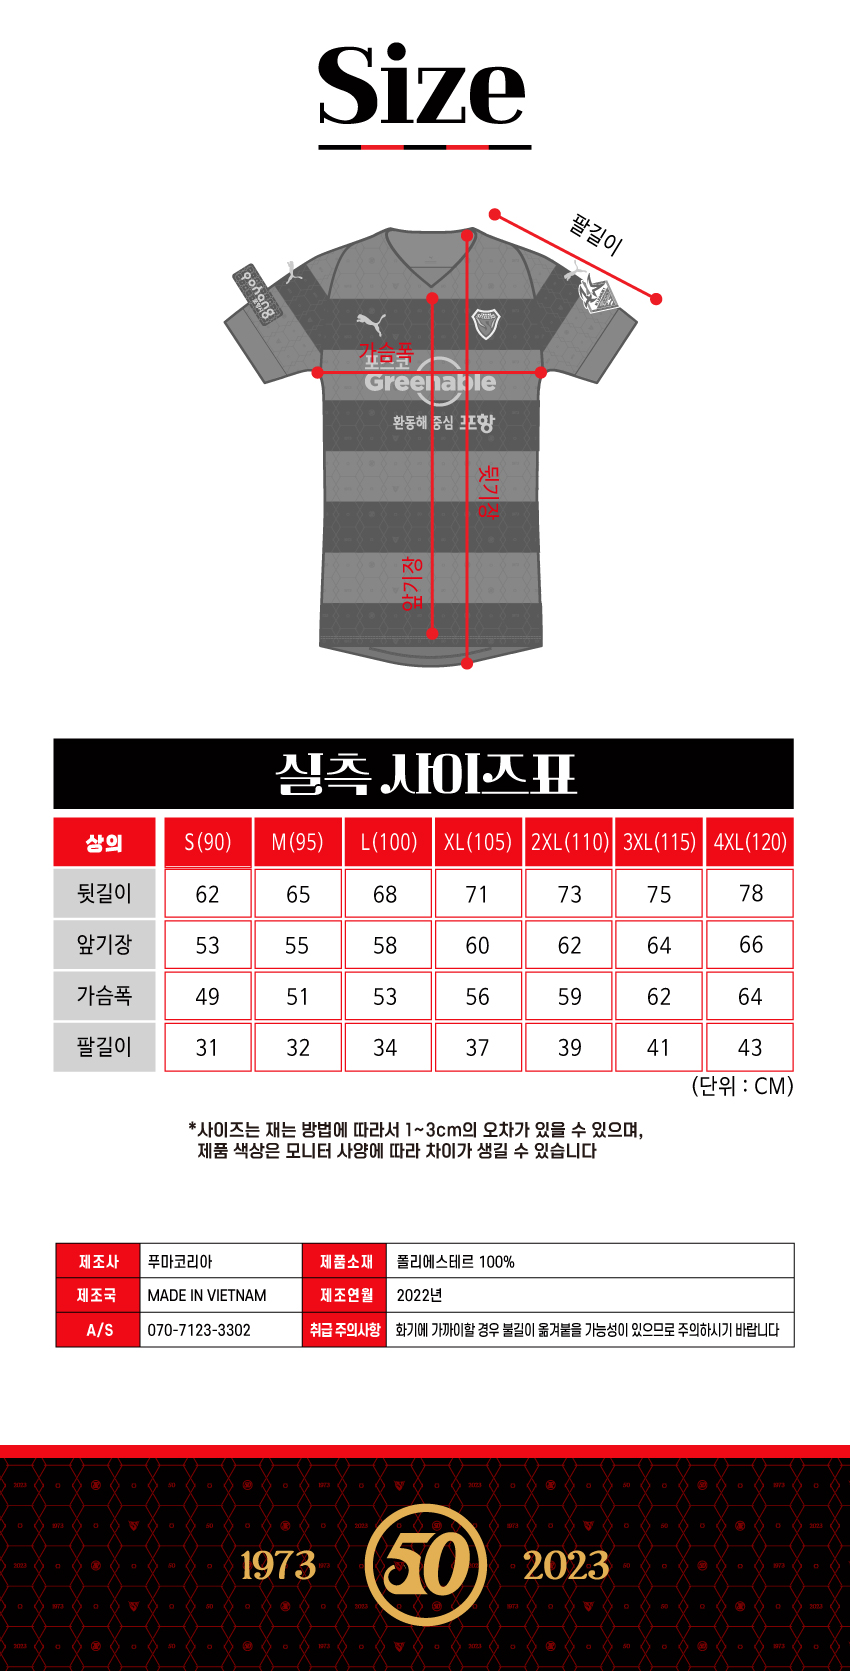 Size
팔길이
가슴폭
포스코
Greenable
환동해 중심 포항
뒷기장
앞기장
실측 사이즈표
상의 S(90) M(95) L(100) XL(105) 2XL(110) 3XL(115) 4XL(120)
뒷길이 62 65 68 71 73 75 78
앞기장 53 55 58 60 62 64 66
가슴폭 49 51 53 56 59 62 64
팔길이 31 32 34 37 39 41 43
(단위 : CM)
*사이즈는 재는 방법에 따라서 1~3cm의 오차가 있을 수 있으며,
제품 색상은 모니터 사양에 따라 차이가 생길 수 있습니다
제조사 푸마코리아 제품소재 폴리에스테르 100%
제조국 MADE IN VIETNAM 제조연월 2022년
A/S 070-7123-3302 취급 주의사항 화기에 가까이할 경우 불길이 옮겨붙을 가능성이 있으므로 주의하시기 바랍니다
1973 50 2023